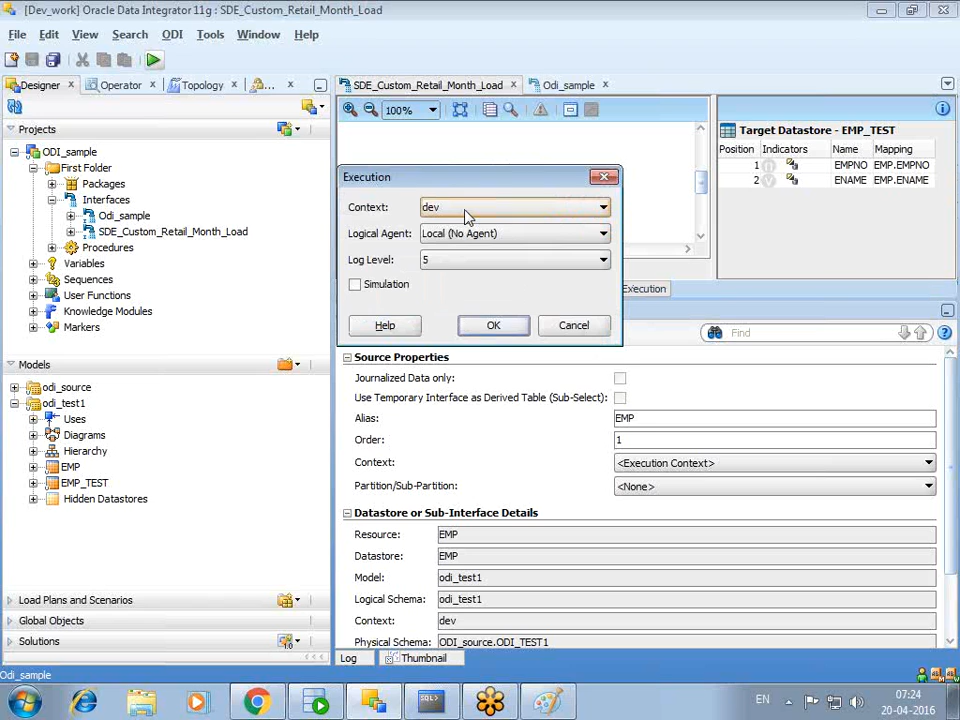 [Dev_work] Oracle Data Integrator 11g : SDE_Custom_Retail_Month_Load
File Edit View Search ODI Tools Window Help
Designer Operator Topology ...
SDE_Custom_Retail_Month_Load Odi_sample
100%
Projects
ODI_sample
First Folder
Packages
Interfaces
Odi_sample
SDE_Custom_Retail_Month_Load
Procedures
Variables
Sequences
User Functions
Knowledge Modules
Markers
Models
odi_source
odi_test1
Uses
Diagrams
Hierarchy
EMP
EMP_TEST
Hidden Datastores
Load Plans and Scenarios
Global Objects
Solutions
Target Datastore - EMP_TEST
Position Indicators Name Mapping
1 EMPNO EMP.EMPNO
2 ENAME EMP.ENAME
Execution
Context: dev
Logical Agent: Local (No Agent)
Log Level: 5
Simulation
Help OK Cancel
Execution
Find
Source Properties
Journalized Data only:
Use Temporary Interface as Derived Table (Sub-Select):
Alias: EMP
Order: 1
Context: <Execution Context>
Partition/Sub-Partition: <None>
Datastore or Sub-Interface Details
Resource: EMP
Datastore: EMP
Model: odi_test1
Logical Schema: odi_test1
Context: dev
Physical Schema: ODI_source.ODI_TEST1
Log Thumbnail
Odi_sample
EN
07:24
20-04-2016